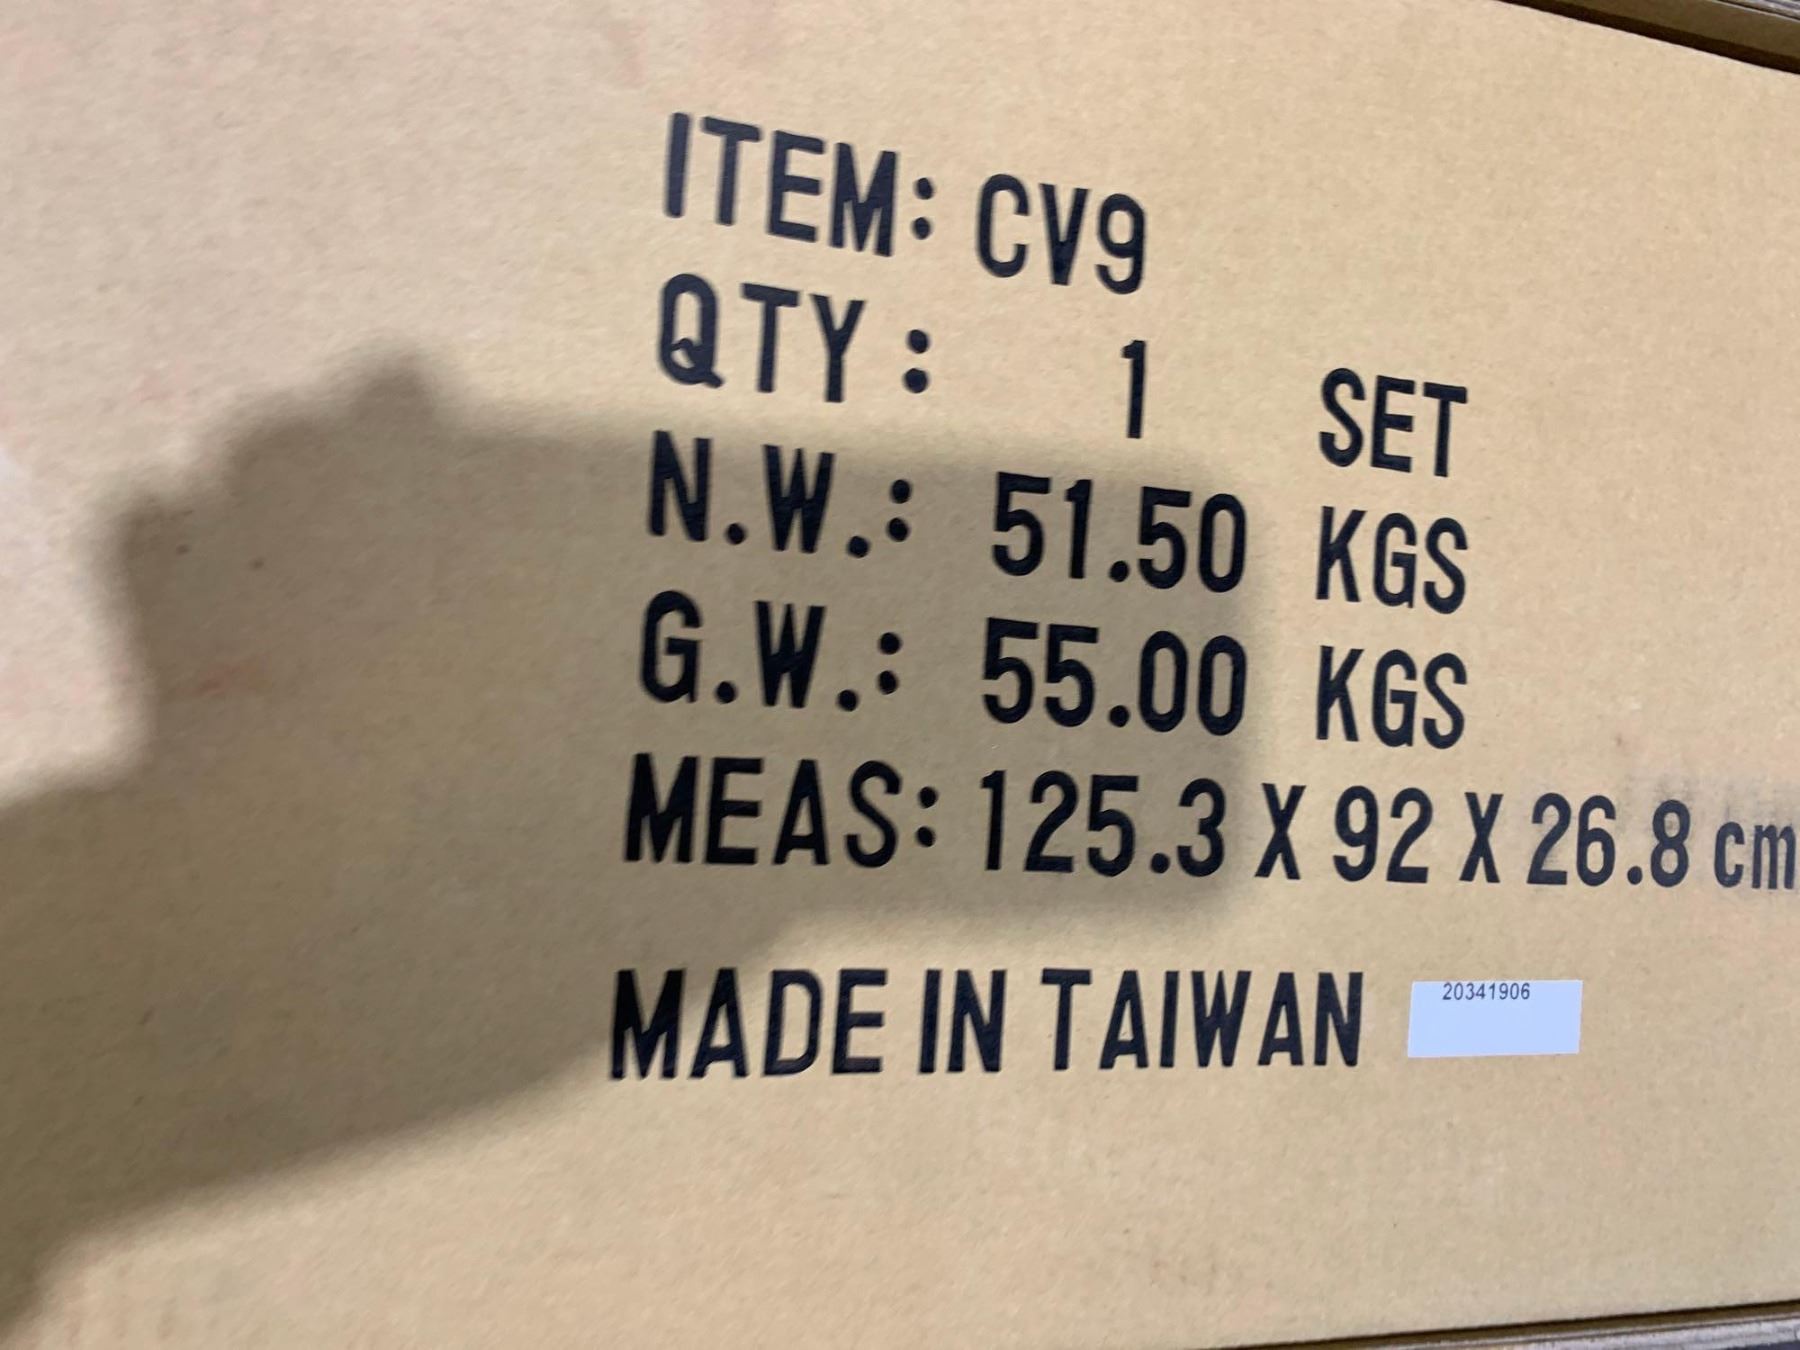 ITEM: CV9
QTY: 1 SET
N.W.: 51.50 KGS
G.W.: 55.00 KGS
MEAS: 125.3 X 92 X 26.8 cm
MADE IN TAIWAN
20341906